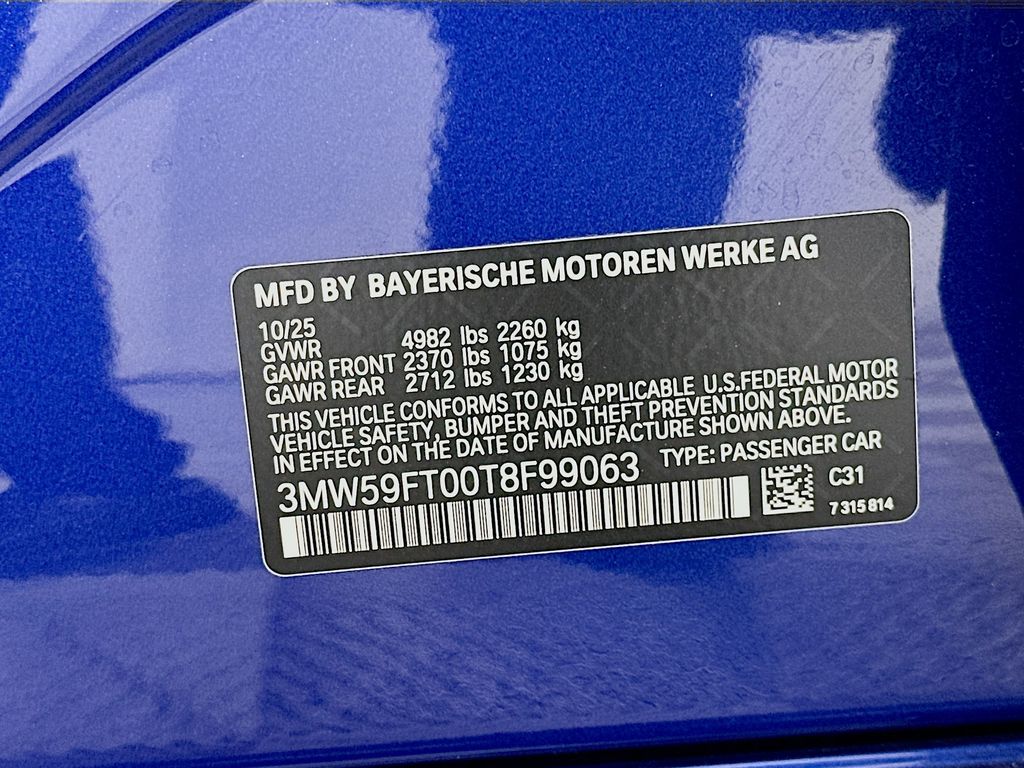 MFD BY BAYERISCHE MOTOREN WERKE AG
10/25
GVWR 4982 lbs 2260 kg
GAWR FRONT 2370 lbs 1075 kg
GAWR REAR 2712 lbs 1230 kg
THIS VEHICLE CONFORMS TO ALL APPLICABLE U.S.FEDERAL MOTOR
VEHICLE SAFETY, BUMPER AND THEFT PREVENTION STANDARDS
IN EFFECT ON THE DATE OF MANUFACTURE SHOWN ABOVE.
3MW59FT00T8F99063 TYPE: PASSENGER CAR
C31
7 315 814